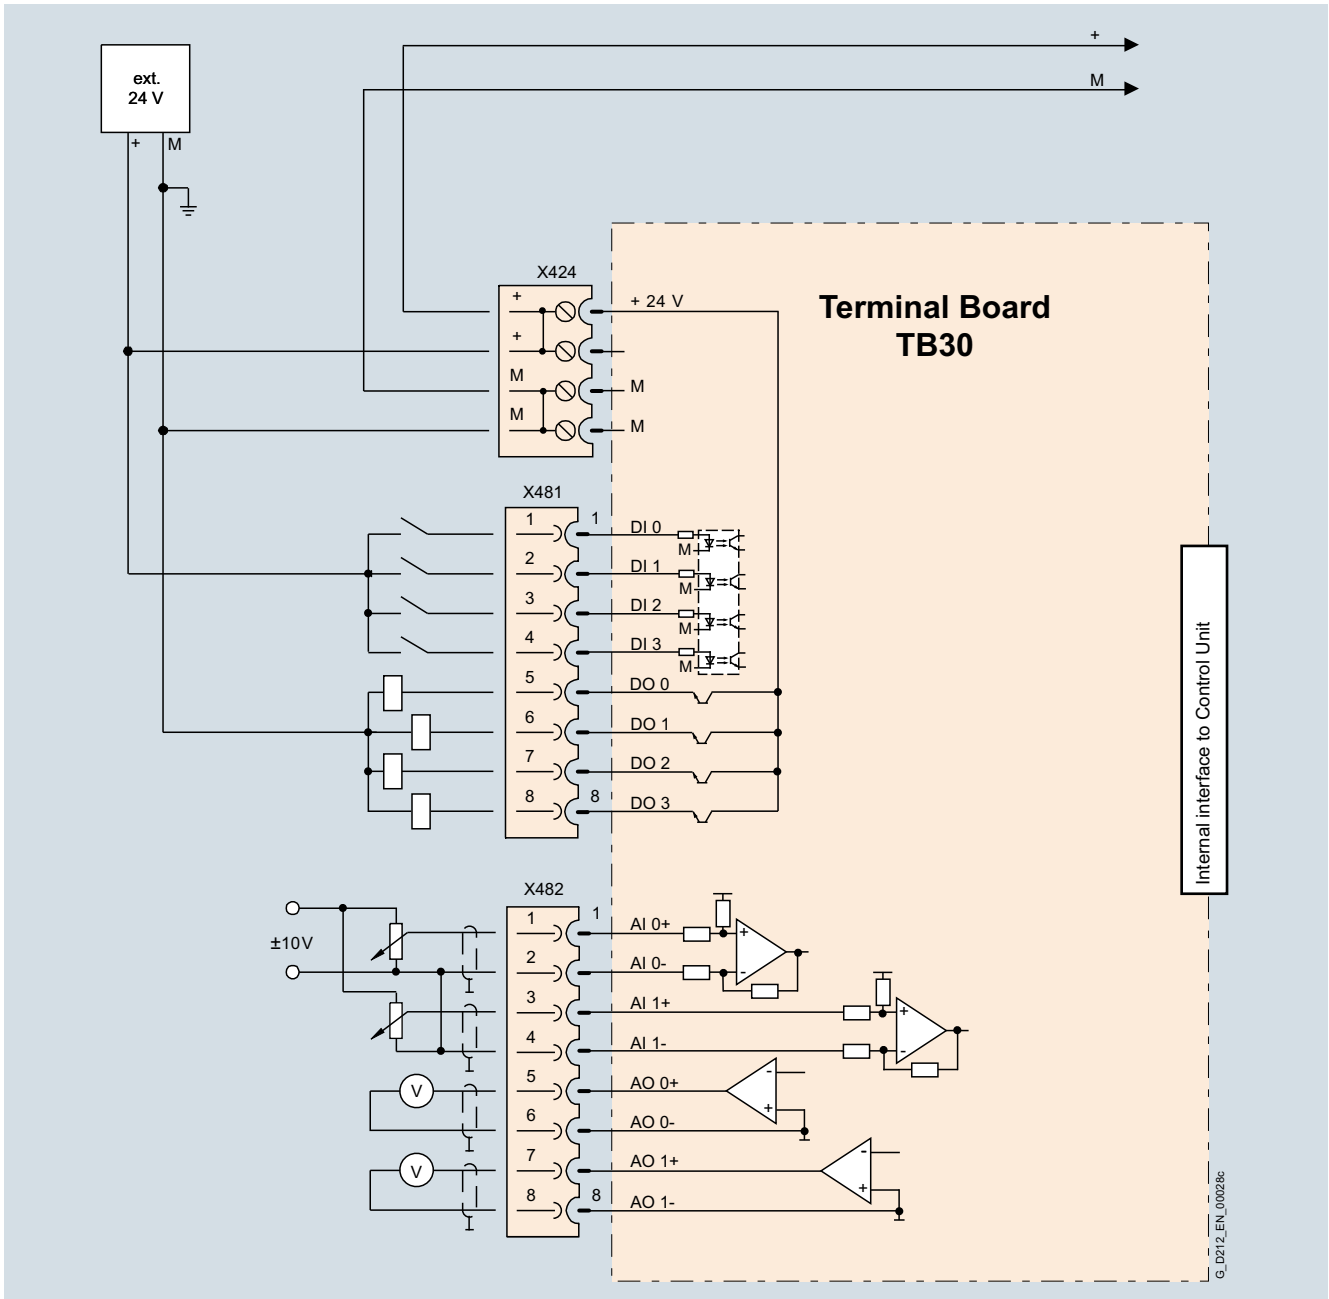 +
M
ext.
24 V
+ M
X424
+ + 24 V
+
M M
M M
Terminal Board
TB30
X481
1 1 DI 0
M
2 DI 1
M
3 DI 2
M
4 DI 3
M
5 DO 0
6 DO 1
7 DO 2
8 8 DO 3
Internal interface to Control Unit
X482
±10V
1 1 AI 0+ +
2 AI 0- -
3 AI 1+ +
4 AI 1- -
V 5 AO 0+ -
6 AO 0- +
V 7 AO 1+ -
8 8 AO 1- +
G_D212_EN_00028c